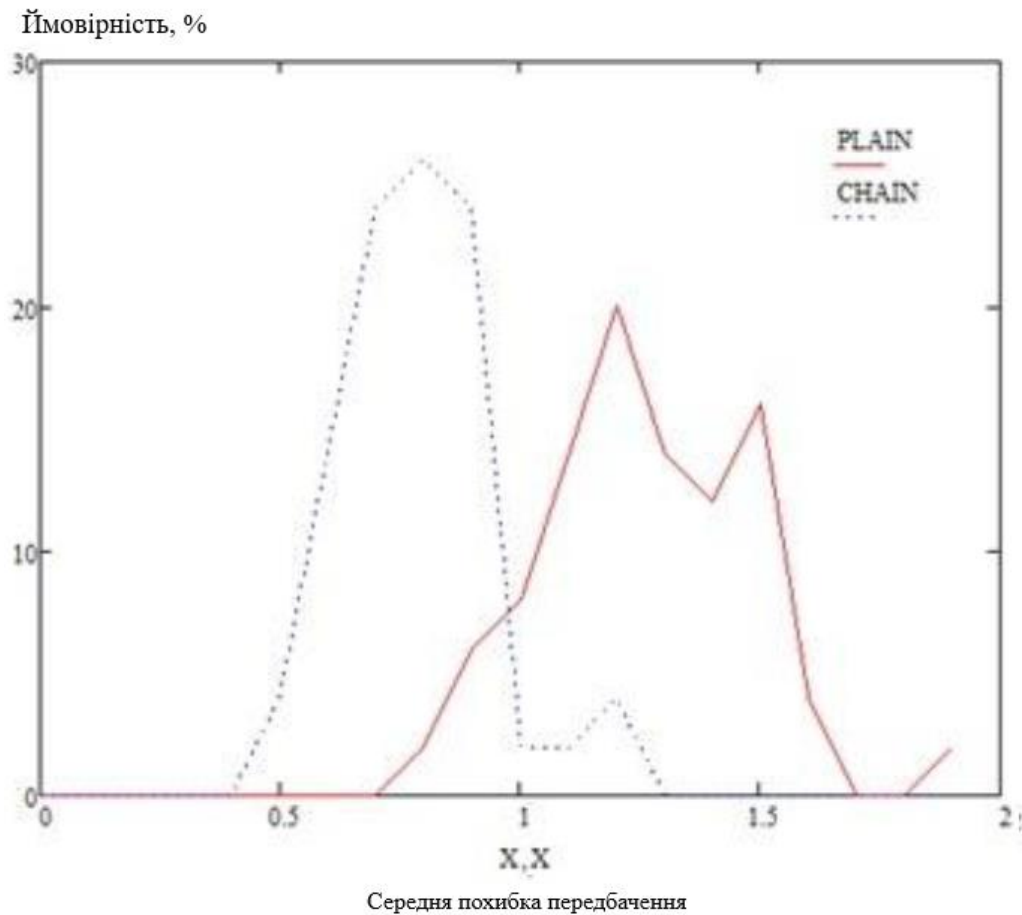 Ймовірність, %
30
PLAIN
CHAIN
20
10
0
0 0.5 1 1.5 2
X,X
Середня похибка передбачення